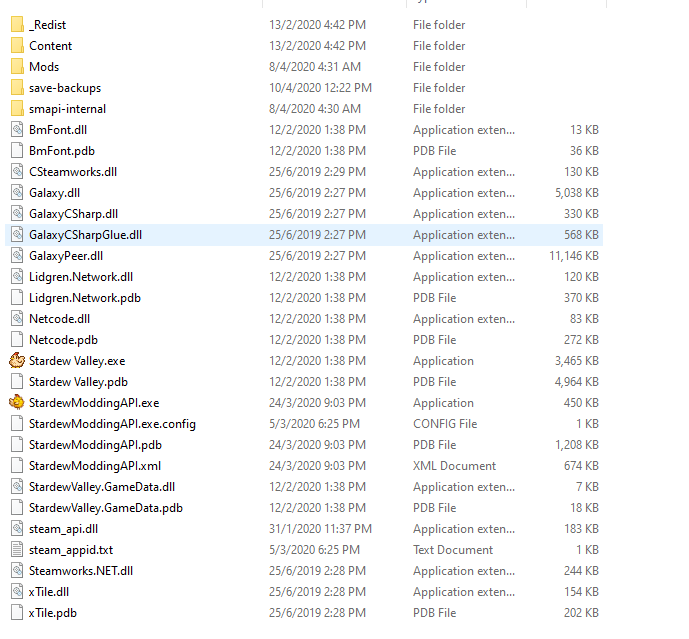 _Redist 13/2/2020 4:42 PM File folder
Content 13/2/2020 4:42 PM File folder
Mods 8/4/2020 4:31 AM File folder
save-backups 10/4/2020 12:22 PM File folder
smapi-internal 8/4/2020 4:30 AM File folder
BmFont.dll 12/2/2020 1:38 PM Application exten... 13 KB
BmFont.pdb 12/2/2020 1:38 PM PDB File 36 KB
CSteamworks.dll 25/6/2019 2:29 PM Application exten... 130 KB
Galaxy.dll 25/6/2019 2:27 PM Application exten... 5,038 KB
GalaxyCSharp.dll 25/6/2019 2:27 PM Application exten... 330 KB
GalaxyCSharpGlue.dll 25/6/2019 2:27 PM Application exten... 568 KB
GalaxyPeer.dll 25/6/2019 2:27 PM Application exten... 11,146 KB
Lidgren.Network.dll 12/2/2020 1:38 PM Application exten... 120 KB
Lidgren.Network.pdb 12/2/2020 1:38 PM PDB File 370 KB
Netcode.dll 12/2/2020 1:38 PM Application exten... 83 KB
Netcode.pdb 12/2/2020 1:38 PM PDB File 272 KB
Stardew Valley.exe 12/2/2020 1:38 PM Application 3,465 KB
Stardew Valley.pdb 12/2/2020 1:38 PM PDB File 4,964 KB
StardewModdingAPI.exe 24/3/2020 9:03 PM Application 450 KB
StardewModdingAPI.exe.config 5/3/2020 6:25 PM CONFIG File 1 KB
StardewModdingAPI.pdb 24/3/2020 9:03 PM PDB File 1,208 KB
StardewModdingAPI.xml 24/3/2020 9:03 PM XML Document 674 KB
StardewValley.GameData.dll 12/2/2020 1:38 PM Application exten... 7 KB
StardewValley.GameData.pdb 12/2/2020 1:38 PM PDB File 18 KB
steam_api.dll 31/1/2020 11:37 PM Application exten... 183 KB
steam_appid.txt 5/3/2020 6:25 PM Text Document 1 KB
Steamworks.NET.dll 25/6/2019 2:28 PM Application exten... 244 KB
xTile.dll 25/6/2019 2:28 PM Application exten... 154 KB
xTile.pdb 25/6/2019 2:28 PM PDB File 202 KB